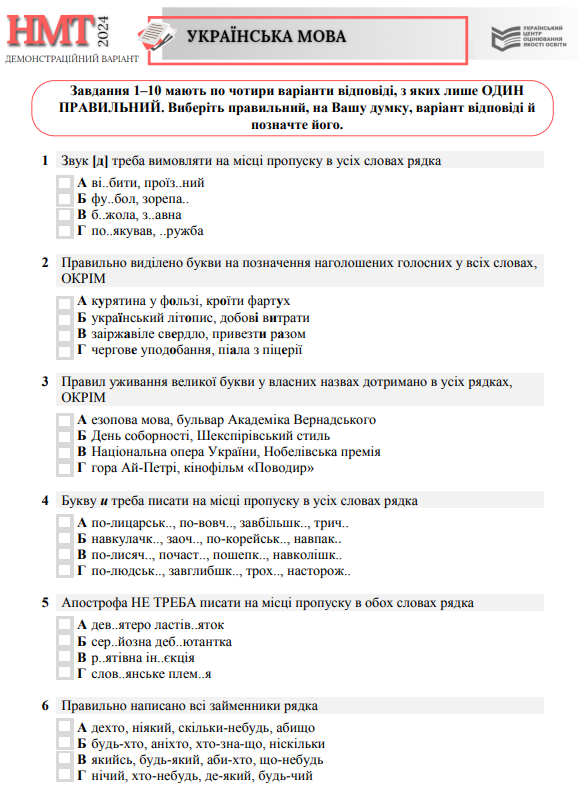 НМТ 2024
ДЕМОНСТРАЦІЙНИЙ ВАРІАНТ
УКРАЇНСЬКА МОВА
УКРАЇНСЬКИЙ
ЦЕНТР
ОЦІНЮВАННЯ
ЯКОСТІ ОСВІТИ
Завдання 1–10 мають по чотири варіанти відповіді, з яких лише ОДИН
ПРАВИЛЬНИЙ. Виберіть правильний, на Вашу думку, варіант відповіді й
позначте його.
1 Звук [д] треба вимовляти на місці пропуску в усіх словах рядка
А ві..бити, проїз..ний
Б фу..бол, зорепа..
В б..жола, з..авна
Г по..якував, ..ружба
2 Правильно виділено букви на позначення наголошених голосних у всіх словах,
ОКРІМ
А курятина у фользі, кроїти фартух
Б український літопис, добові витрати
В заіржавіле свердло, привезти разом
Г чергове уподобання, піала з піцерії
3 Правил уживання великої букви у власних назвах дотримано в усіх рядках,
ОКРІМ
А езопова мова, бульвар Академіка Вернадського
Б День соборності, Шекспірівський стиль
В Національна опера України, Нобелівська премія
Г гора Ай-Петрі, кінофільм «Поводир»
4 Букву и треба писати на місці пропуску в усіх словах рядка
А по-лицарськ.., по-вовч.., завбільшк.., трич..
Б навкулачк.., заоч.., по-корейськ.., навпак..
В по-лисяч.., почаст.., пошепк.., навколішк..
Г по-людськ.., завглибшк.., трох.., насторож..
5 Апострофа НЕ ТРЕБА писати на місці пропуску в обох словах рядка
А дев..ятеро ластів..яток
Б сер..йозна деб..ютантка
В р..ятівна ін..єкція
Г слов..янське плем..я
6 Правильно написано всі займенники рядка
А дехто, ніякий, скільки-небудь, абищо
Б будь-хто, аніхто, хто-зна-що, ніскільки
В якийсь, будь-який, аби-хто, що-небудь
Г нічий, хто-небудь, де-який, будь-чий